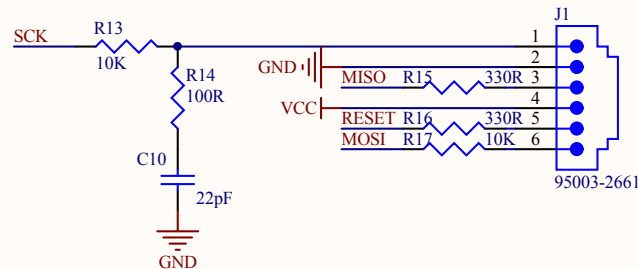 J1
SCK
R13
10K
1
2
GND
R14
100R
MISO
R15
330R
3
VCC
4
RESET
R16
330R
5
MOSI
R17
10K
6
C10
22pF
95003-2661
GND